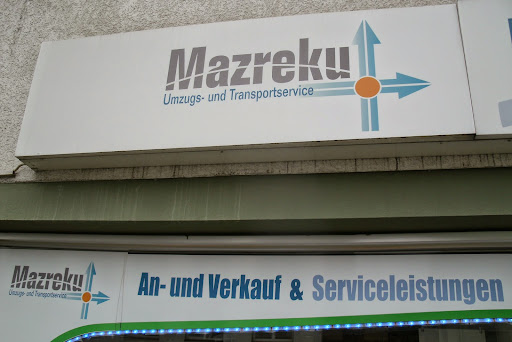 Mazreku
Umzugs- und Transportservice
Mazreku
Umzugs- und Transportservice
An- und Verkauf & Serviceleistungen